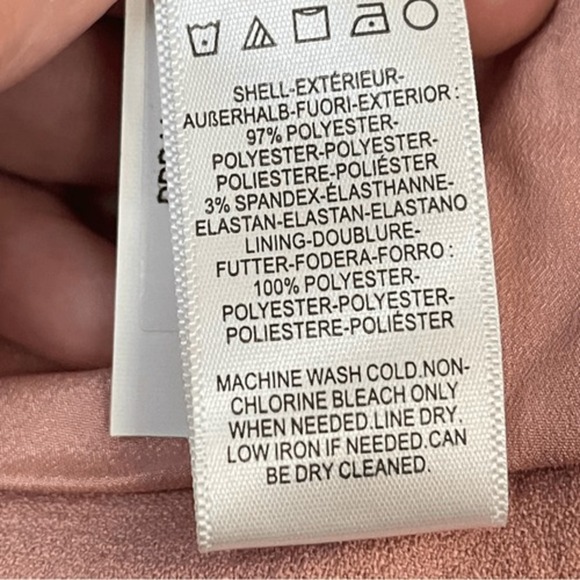 SHELL-EXTÉRIEUR-
AUßERHALB-FUORI-EXTERIOR :
97% POLYESTER-
POLYESTER-POLYESTER-
POLIESTERE-POLIÉSTER
3% SPANDEX-ÉLASTHANNE-
ELASTAN-ELASTAN-ELASTANO
LINING-DOUBLURE-
FUTTER-FODERA-FORRO :
100% POLYESTER-
POLYESTER-POLYESTER-
POLIESTERE-POLIÉSTER
MACHINE WASH COLD.NON-
CHLORINE BLEACH ONLY
WHEN NEEDED.LINE DRY.
LOW IRON IF NEEDED.CAN
BE DRY CLEANED.